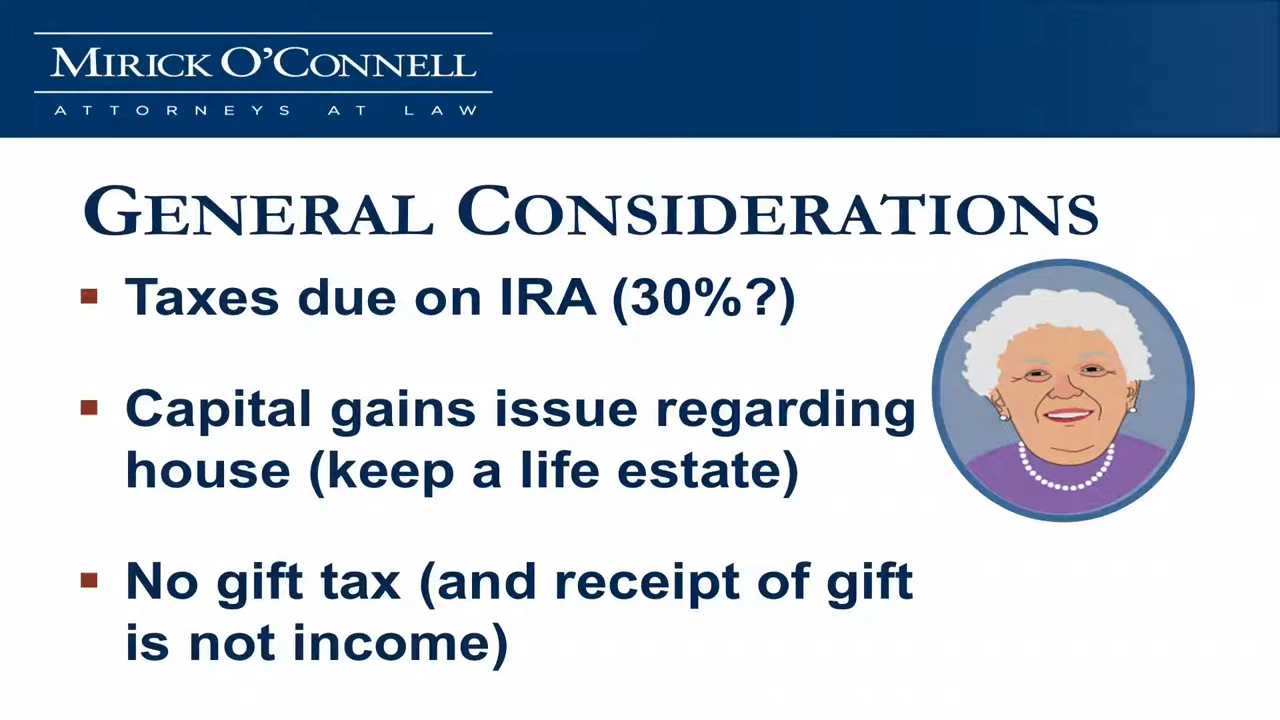 MIRICK O'CONNELL
ATTORNEYS AT LAW
GENERAL CONSIDERATIONS
▪ Taxes due on IRA (30%?)
▪ Capital gains issue regarding
house (keep a life estate)
▪ No gift tax (and receipt of gift
is not income)